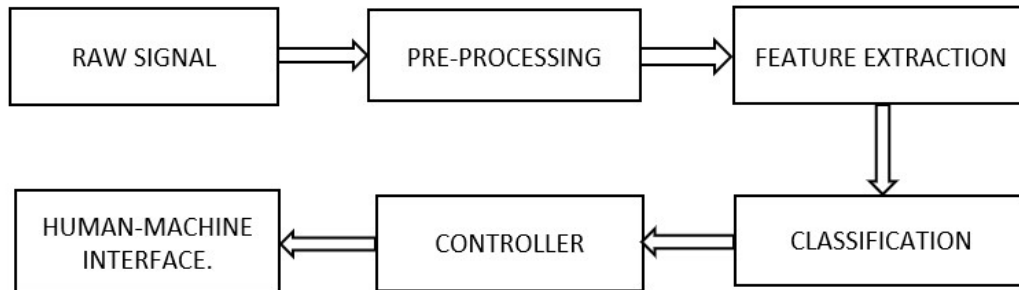 RAW SIGNAL
PRE-PROCESSING
FEATURE EXTRACTION
CLASSIFICATION
CONTROLLER
HUMAN-MACHINE
INTERFACE.